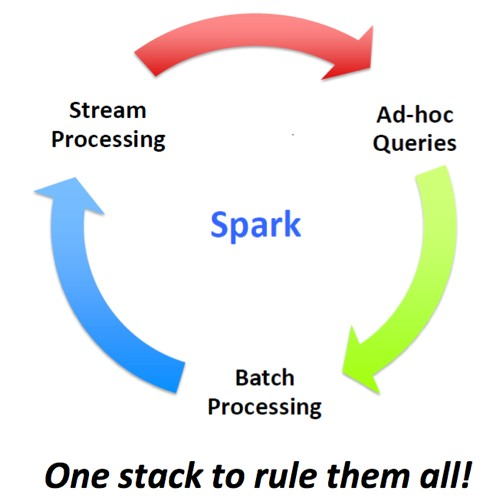 Stream
Processing
Ad-hoc
Queries
Spark
Batch
Processing
One stack to rule them all!